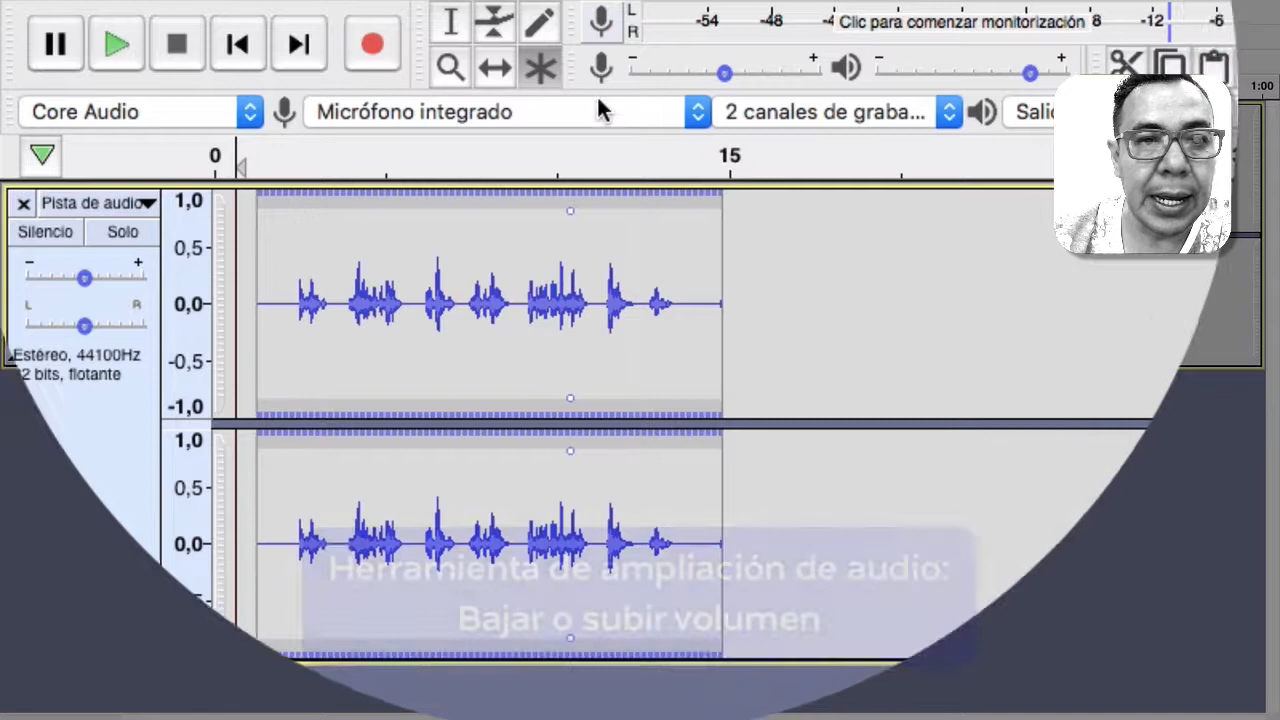 L
R
-54 -48 -4 Clic para comenzar monitorización 8 -12 -6
- + - +
Core Audio Micrófono integrado 2 canales de graba... Sali
1:00
0 15
Pista de audio
Silencio Solo
- +
L R
Estéreo, 44100Hz
2 bits, flotante
1,0
0,5-
0,0-
-0,5-
-1,0
1,0
0,5-
0,0-
Herramienta de ampliación de audio:
Bajar o subir volumen